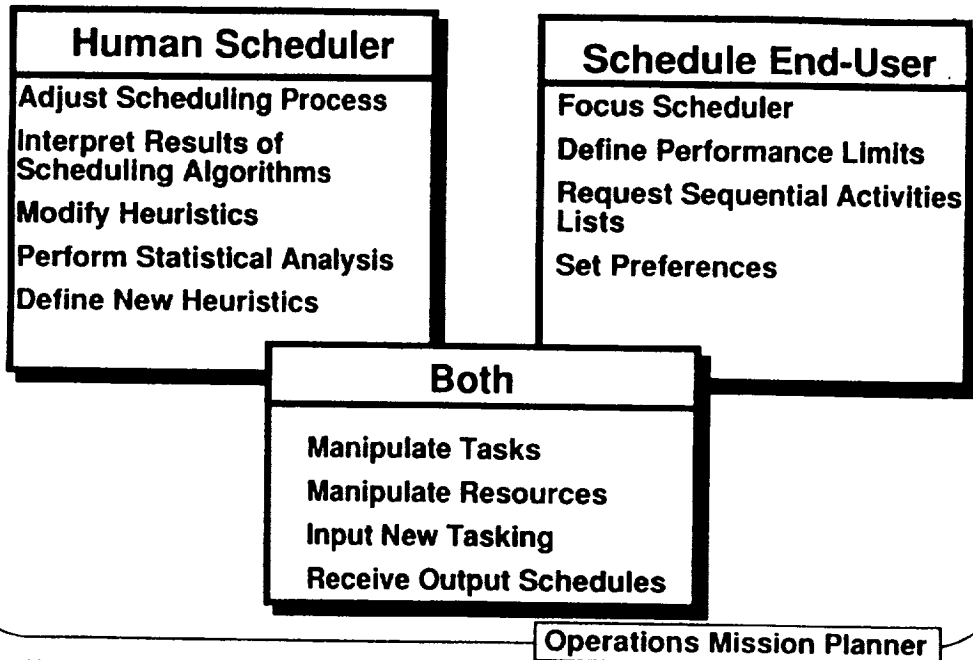 Human Scheduler
Adjust Scheduling Process
Interpret Results of
Scheduling Algorithms
Modify Heuristics
Perform Statistical Analysis
Define New Heuristics
Schedule End-User
Focus Scheduler
Define Performance Limits
Request Sequential Activities
Lists
Set Preferences
Both
Manipulate Tasks
Manipulate Resources
Input New Tasking
Receive Output Schedules
Operations Mission Planner